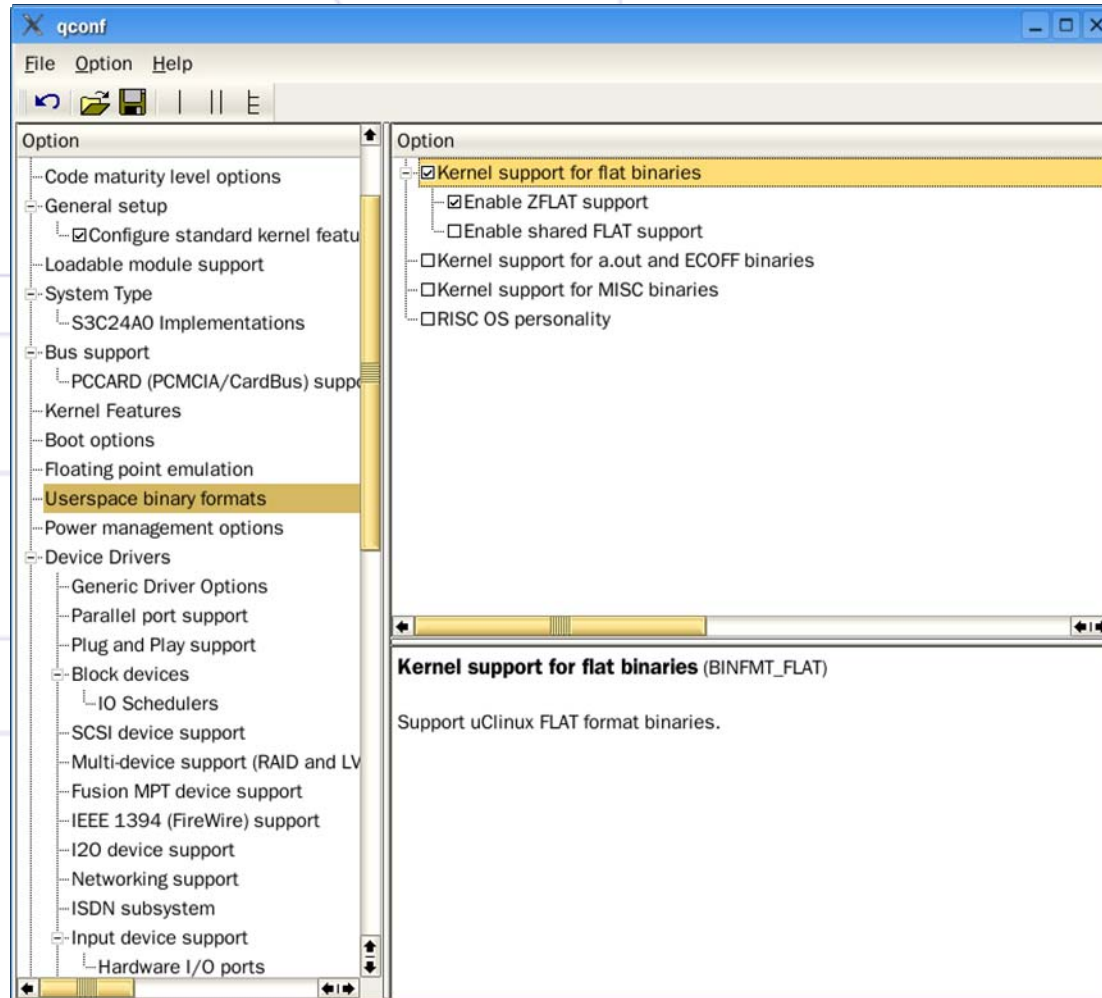 qconf
File Option Help
Option
Code maturity level options
General setup
Configure standard kernel featu
Loadable module support
System Type
S3C24A0 Implementations
Bus support
PCCARD (PCMCIA/CardBus) suppo
Kernel Features
Boot options
Floating point emulation
Userspace binary formats
Power management options
Device Drivers
Generic Driver Options
Parallel port support
Plug and Play support
Block devices
IO Schedulers
SCSI device support
Multi-device support (RAID and LV
Fusion MPT device support
IEEE 1394 (FireWire) support
I2O device support
Networking support
ISDN subsystem
Input device support
Hardware I/O ports
Option
Kernel support for flat binaries
Enable ZFLAT support
Enable shared FLAT support
Kernel support for a.out and ECOFF binaries
Kernel support for MISC binaries
RISC OS personality
Kernel support for flat binaries (BINFMT_FLAT)
Support uClinux FLAT format binaries.